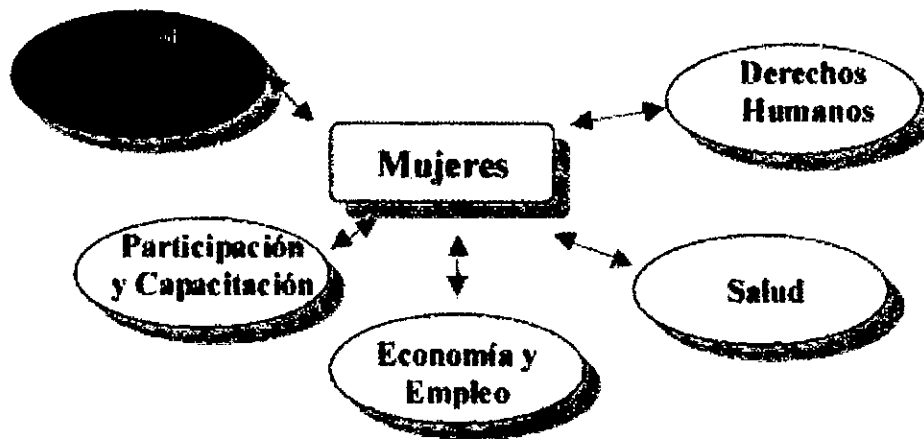 Derechos
Humanos
Mujeres
Participación
y Capacitación
Salud
Economía y
Empleo